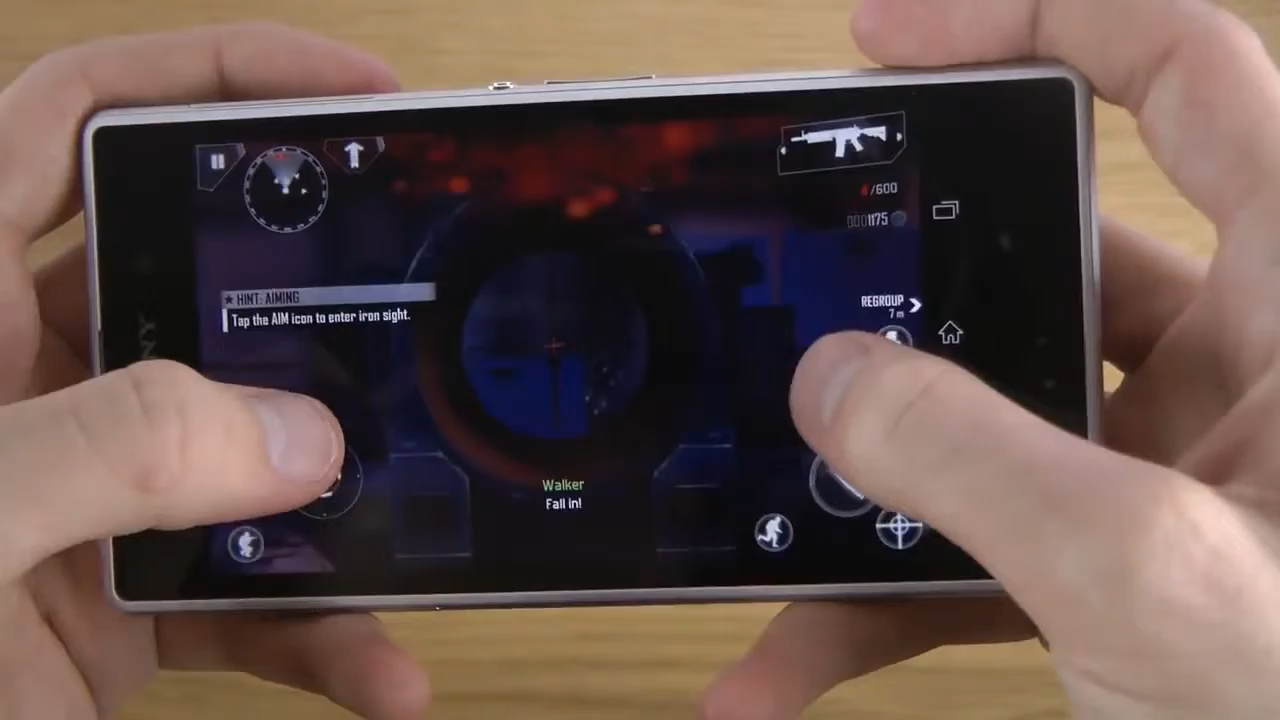 4/600
0001175
★ HINT: AIMING
Tap the AIM icon to enter iron sight.
REGROUP
7 m
Walker
Fall in!